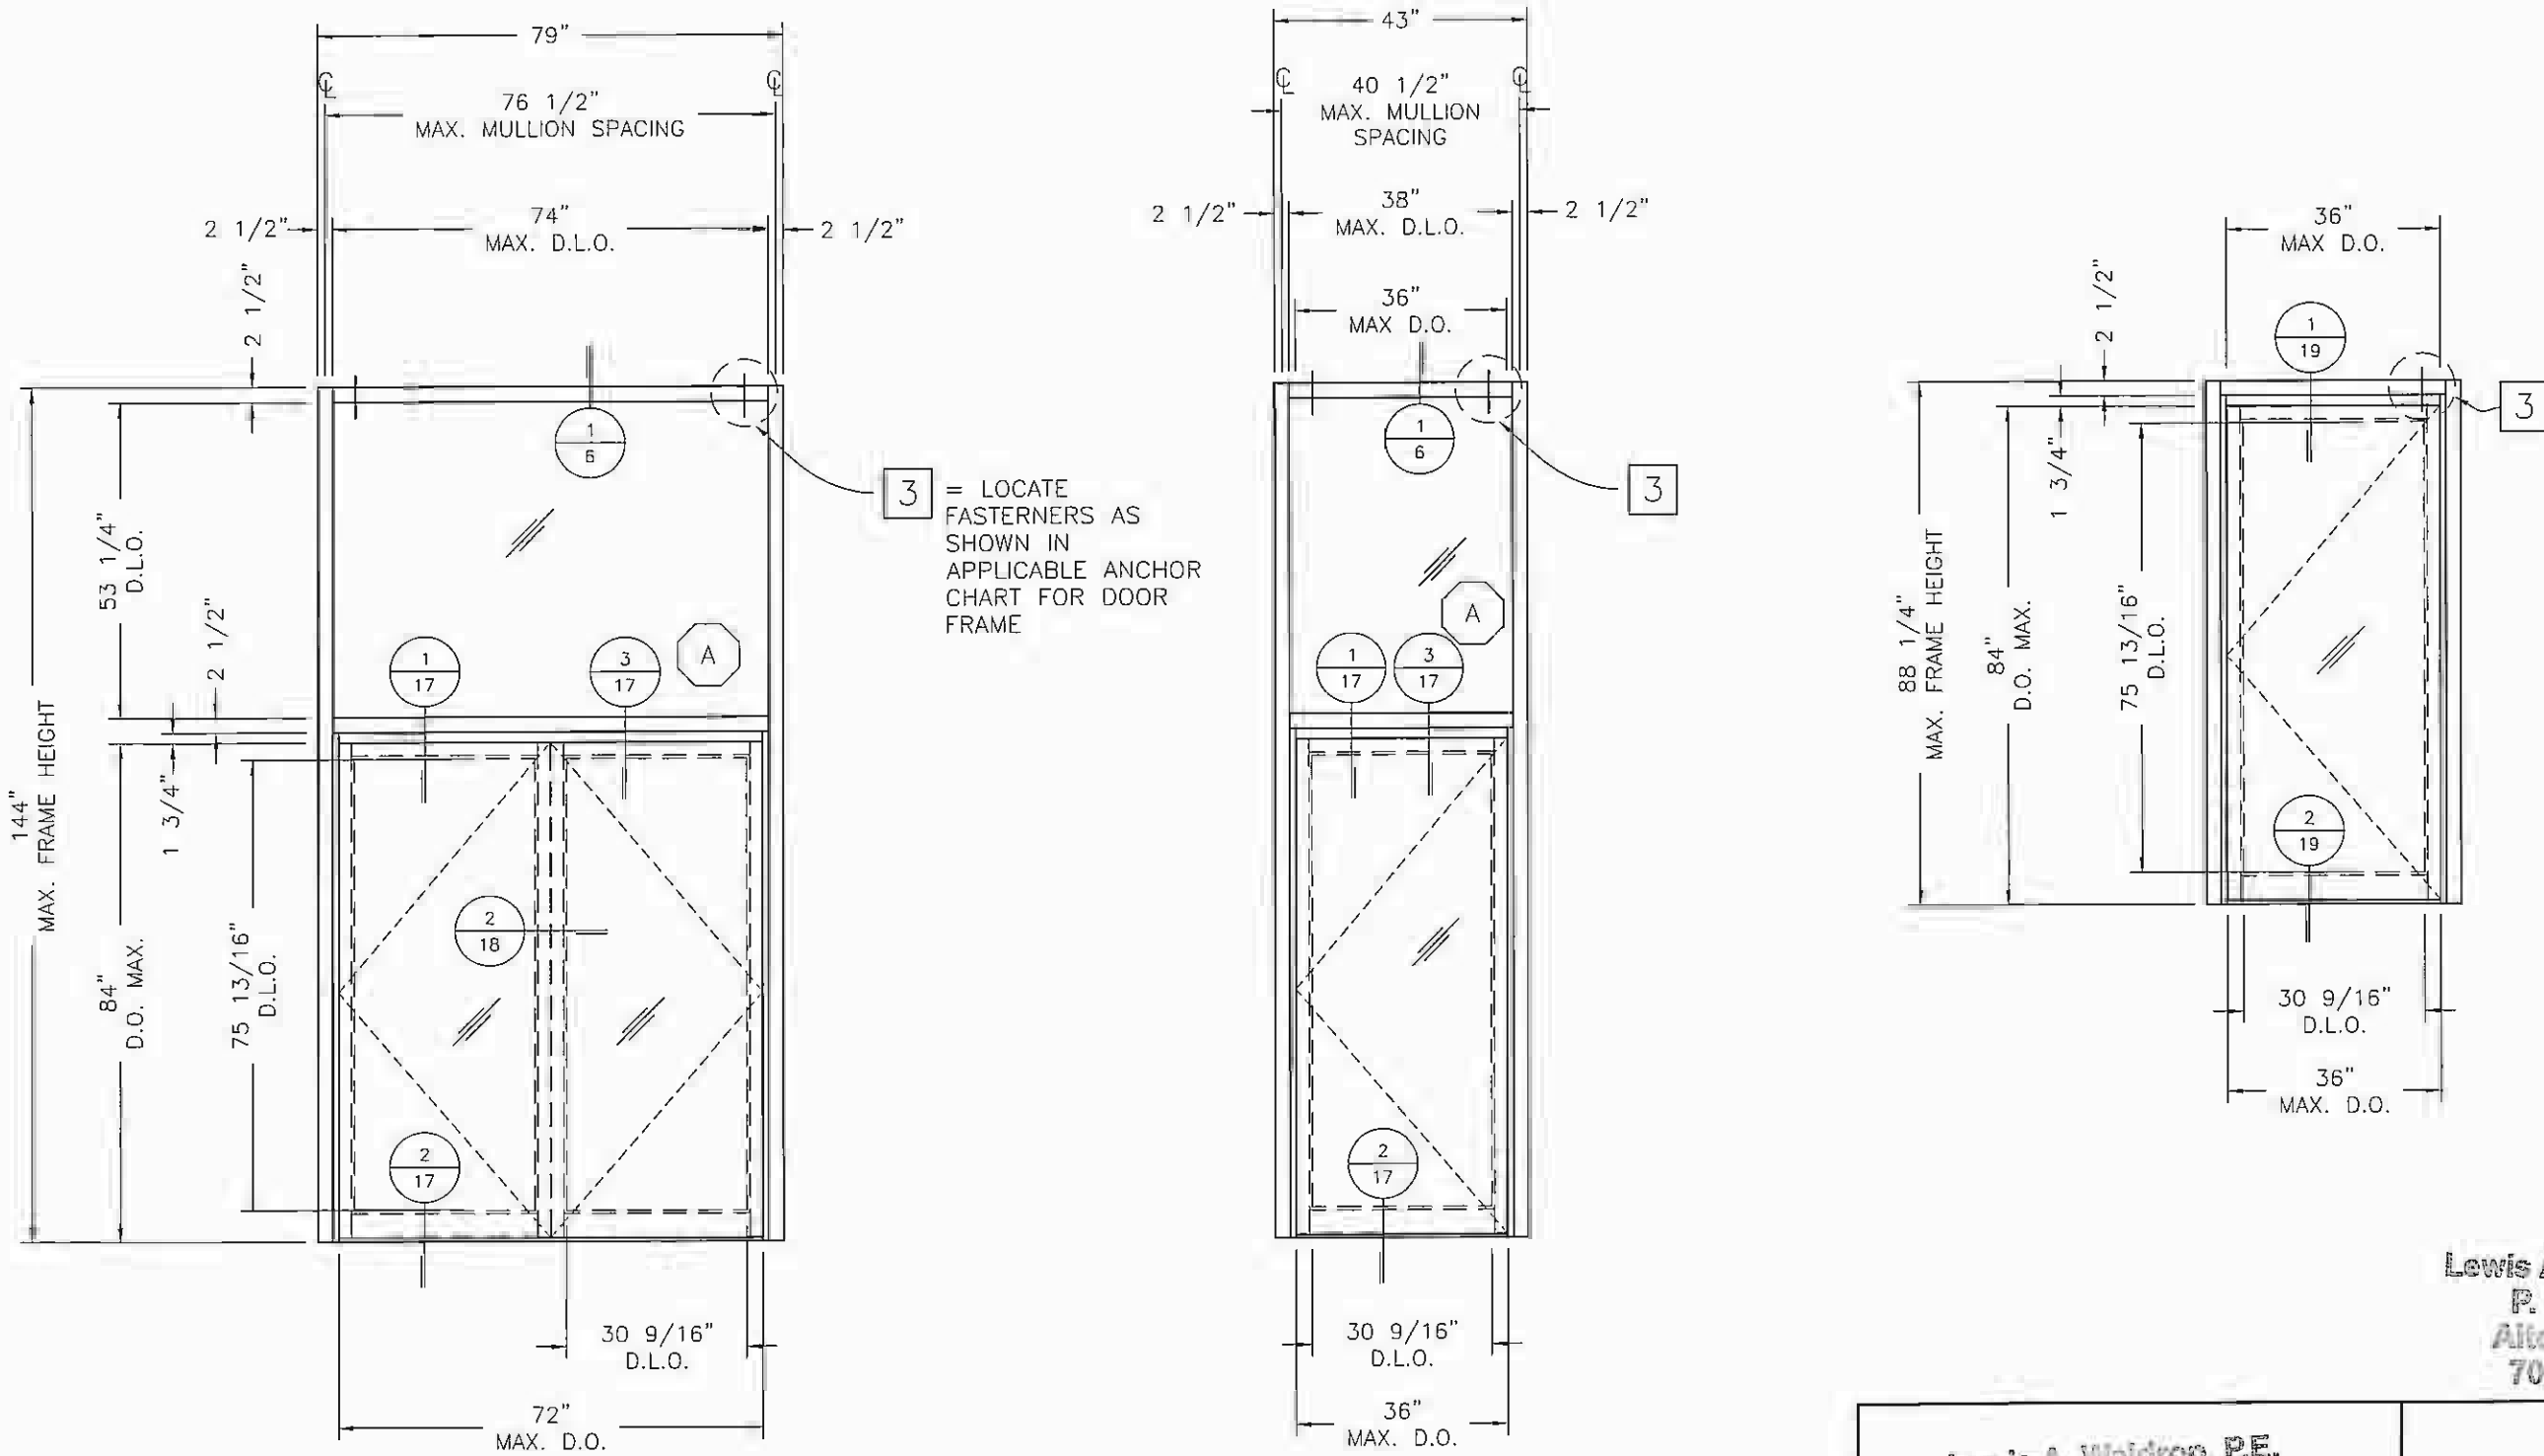 79"
℄
℄
76 1/2"
MAX. MULLION SPACING
2 1/2"
74"
MAX. D.L.O.
2 1/2"
2 1/2"
1
6
3
= LOCATE
FASTERNERS AS
SHOWN IN
APPLICABLE ANCHOR
CHART FOR DOOR
FRAME
53 1/4"
D.L.O.
2 1/2"
1
17
3
17
A
144"
MAX. FRAME HEIGHT
1 3/4"
84"
D.O. MAX.
75 13/16"
D.L.O.
2
18
2
17
30 9/16"
D.L.O.
72"
MAX. D.O.
43"
℄
℄
40 1/2"
MAX. MULLION
SPACING
2 1/2"
38"
MAX. D.L.O.
2 1/2"
36"
MAX D.O.
1
6
3
A
1
17
3
17
2
17
30 9/16"
D.L.O.
36"
MAX. D.O.
36"
MAX D.O.
2 1/2"
1
19
3
1 3/4"
88 1/4"
MAX. FRAME HEIGHT
84"
D.O. MAX.
75 13/16"
D.L.O.
2
19
30 9/16"
D.L.O.
36"
MAX. D.O.
Lewis
P.
70
Waldron, P.E.